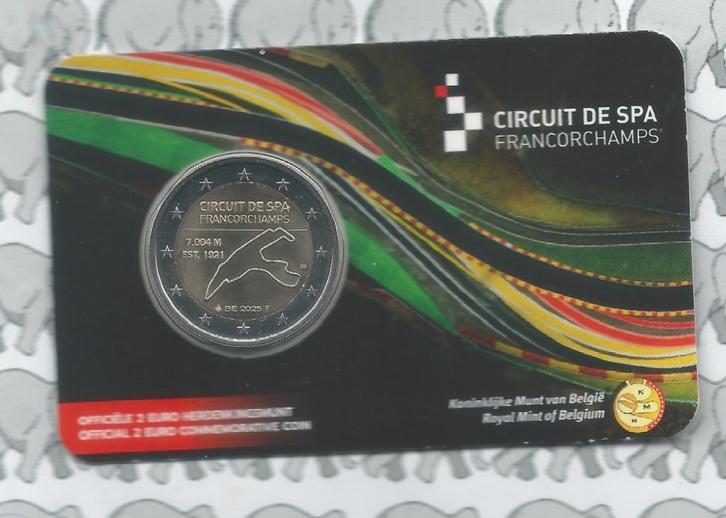 CIRCUIT DE SPA
FRANCORCHAMPS
CIRCUIT DE SPA
FRANCORCHAMPS
7.004 M
EST. 1921
BE 2025
OFFICIËLE 2 EURO HERDENKINGSMUNT
OFFICIAL 2 EURO COMMEMORATIVE COIN
Koninklijke Munt van België
Royal Mint of Belgium
K
M
B